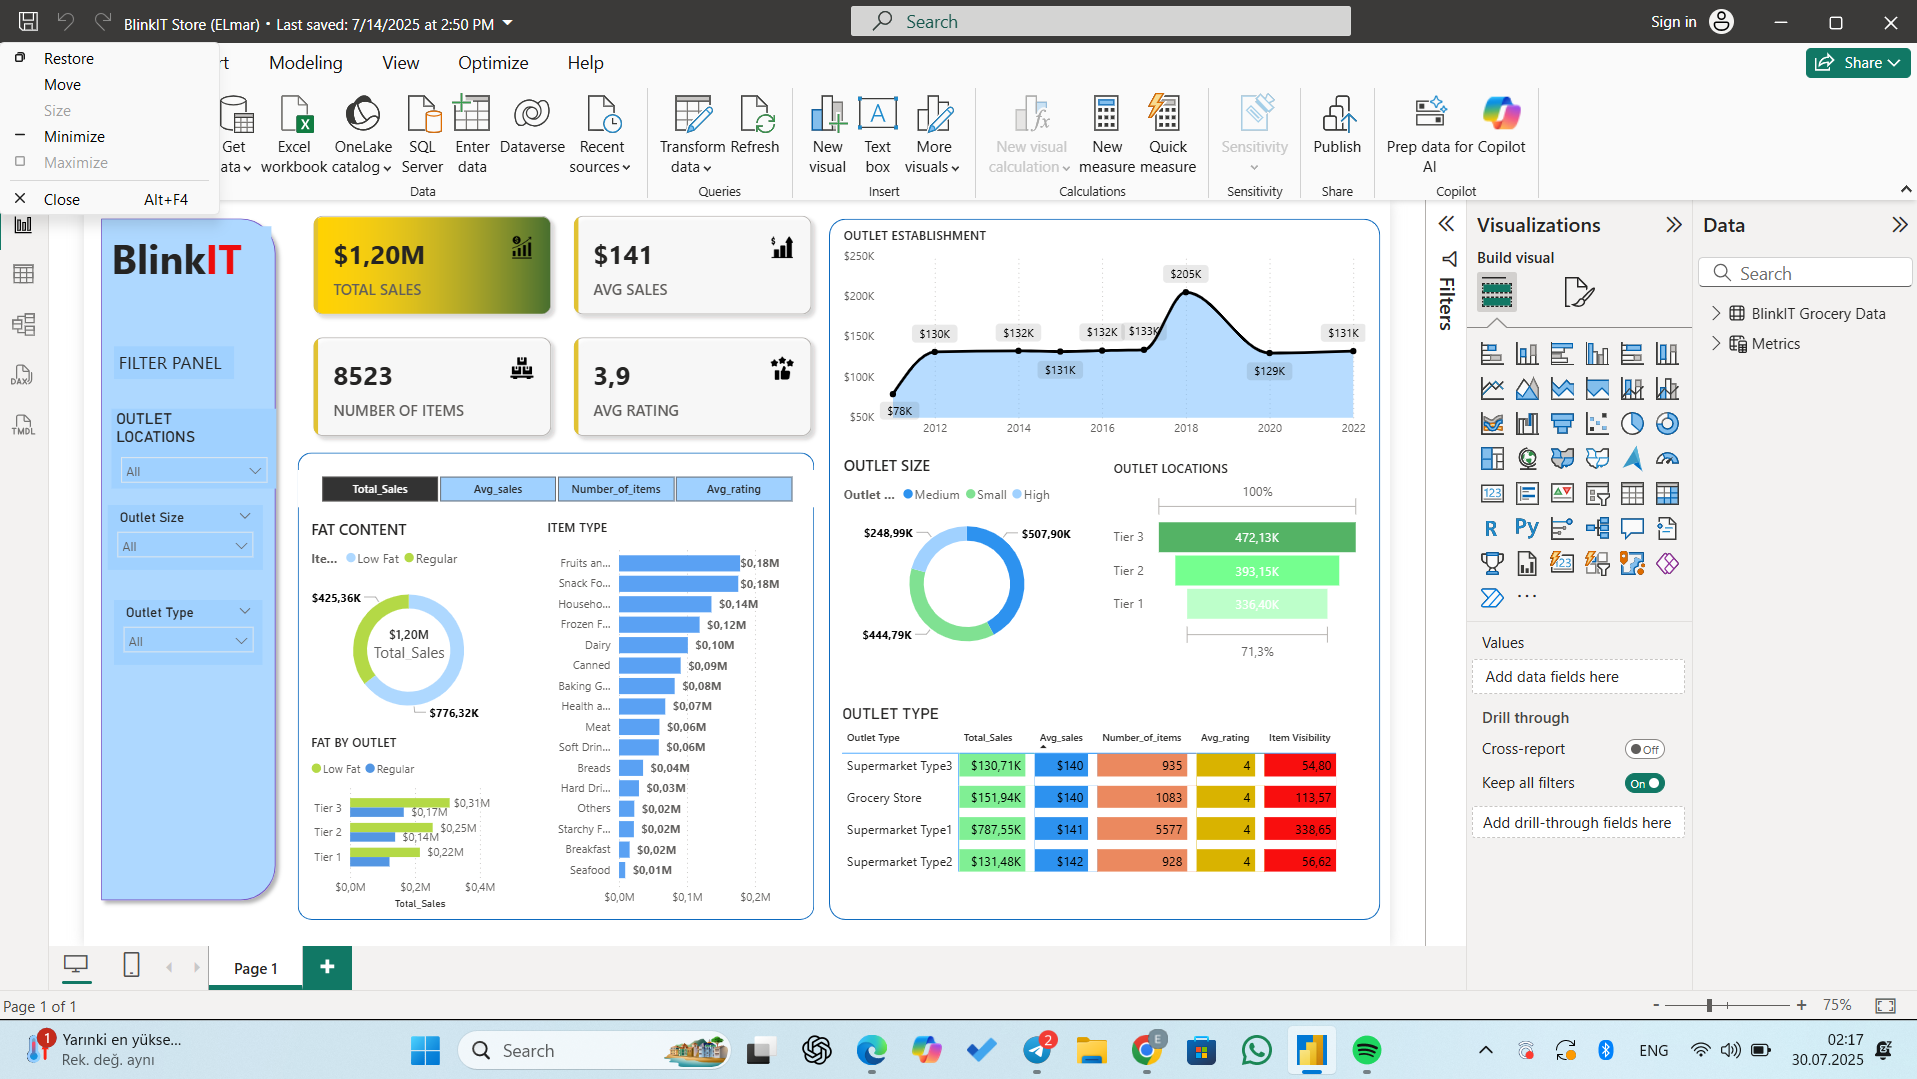 BlinkIT Store (ELmar) • Last saved: 7/14/2025 at 2:50 PM
Search
Sign in
Restore
Move
Size
Minimize
Maximize
Close Alt+F4
rt
Modeling
View
Optimize
Help
Share
Get
ata
Excel
workbook
OneLake
catalog
SQL
Server
Enter
data
Dataverse
Recent
sources
Data
Transform
data
Refresh
Queries
New
visual
Text
box
More
visuals
Insert
New visual
calculation
New
measure
Quick
measure
Calculations
Sensitivity
Sensitivity
Publish
Share
Prep data for
AI
Copilot
Copilot
BlinkIT
FILTER PANEL
OUTLET
LOCATIONS
All
Outlet Size
All
Outlet Type
All
$1,20M
TOTAL SALES
$141
AVG SALES
8523
NUMBER OF ITEMS
3,9
AVG RATING
Total_Sales
Avg_sales
Number_of_items
Avg_rating
FAT CONTENT
Ite... Low Fat Regular
$425,36K
$1,20M
Total_Sales
$776,32K
FAT BY OUTLET
Low Fat Regular
Tier 3 $0,31M
$0,17M
Tier 2 $0,25M
$0,14M
Tier 1 $0,22M
$0,0M $0,2M $0,4M
Total_Sales
ITEM TYPE
Fruits an... $0,18M
Snack Fo... $0,18M
Househo... $0,14M
Frozen F... $0,12M
Dairy $0,10M
Canned $0,09M
Baking G... $0,08M
Health a... $0,07M
Meat $0,06M
Soft Drin... $0,06M
Breads $0,04M
Hard Dri... $0,03M
Others $0,02M
Starchy F... $0,02M
Breakfast $0,02M
Seafood $0,01M
$0,0M $0,1M $0,2M
OUTLET ESTABLISHMENT
$250K
$200K
$150K
$100K
$50K
$78K
$130K
$132K
$131K
$132K
$133K
$205K
$129K
$131K
2012 2014 2016 2018 2020 2022
OUTLET SIZE
Outlet ... Medium Small High
$248,99K
$507,90K
$444,79K
OUTLET LOCATIONS
100%
Tier 3 472,13K
Tier 2 393,15K
Tier 1 336,40K
71,3%
OUTLET TYPE
Outlet Type Total_Sales Avg_sales Number_of_items Avg_rating Item Visibility
Supermarket Type3 $130,71K $140 935 4 54,80
Grocery Store $151,94K $140 1083 4 113,57
Supermarket Type1 $787,55K $141 5577 4 338,65
Supermarket Type2 $131,48K $142 928 4 56,62
Filters
Visualizations
Build visual
123
R
Py
123
...
Values
Add data fields here
Drill through
Cross-report Off
Keep all filters On
Add drill-through fields here
Data
Search
BlinkIT Grocery Data
Metrics
DAX
TMDL
Page 1
+
Page 1 of 1
- + 75%
1
Yarınki en yükse...
Rek. değ. aynı
Search
2
E
ENG
02:17
30.07.2025